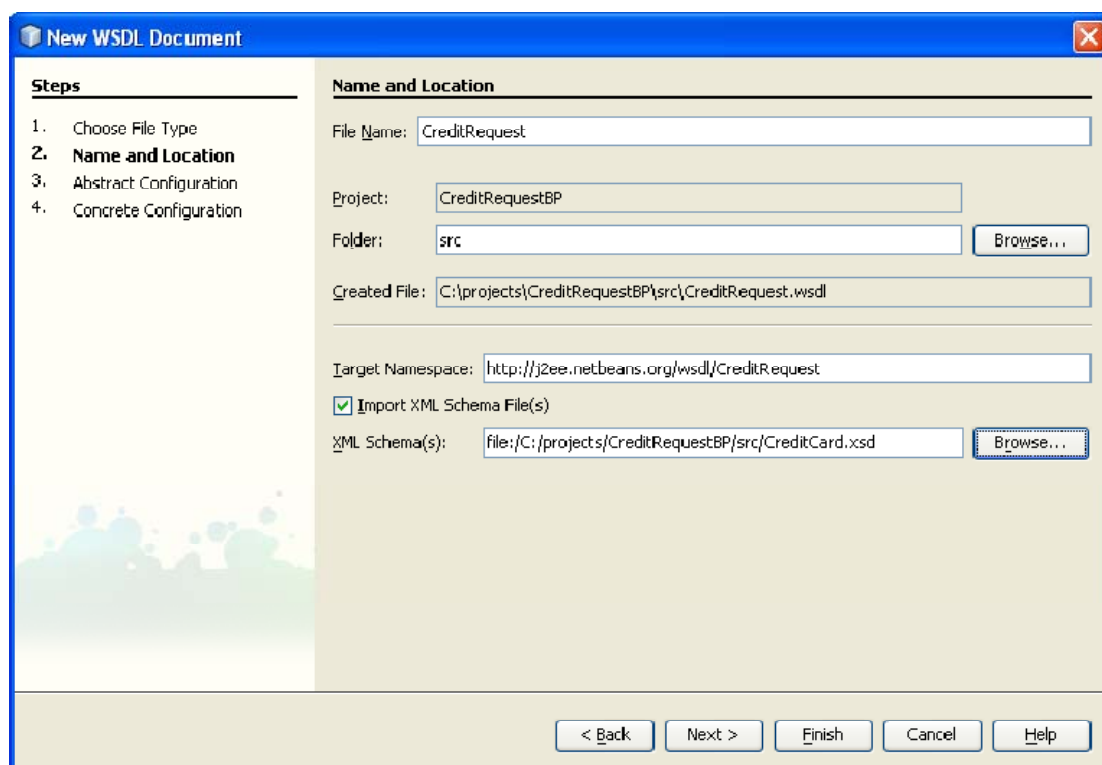 New WSDL Document
Steps
1. Choose File Type
2. Name and Location
3. Abstract Configuration
4. Concrete Configuration
Name and Location
File Name: CreditRequest
Project: CreditRequestBP
Folder: src Browse...
Created File: C:\projects\CreditRequestBP\src\CreditRequest.wsdl
Target Namespace: http://j2ee.netbeans.org/wsdl/CreditRequest
Import XML Schema File(s)
XML Schema(s): file:/C:/projects/CreditRequestBP/src/CreditCard.xsd Browse...
< Back Next > Finish Cancel Help